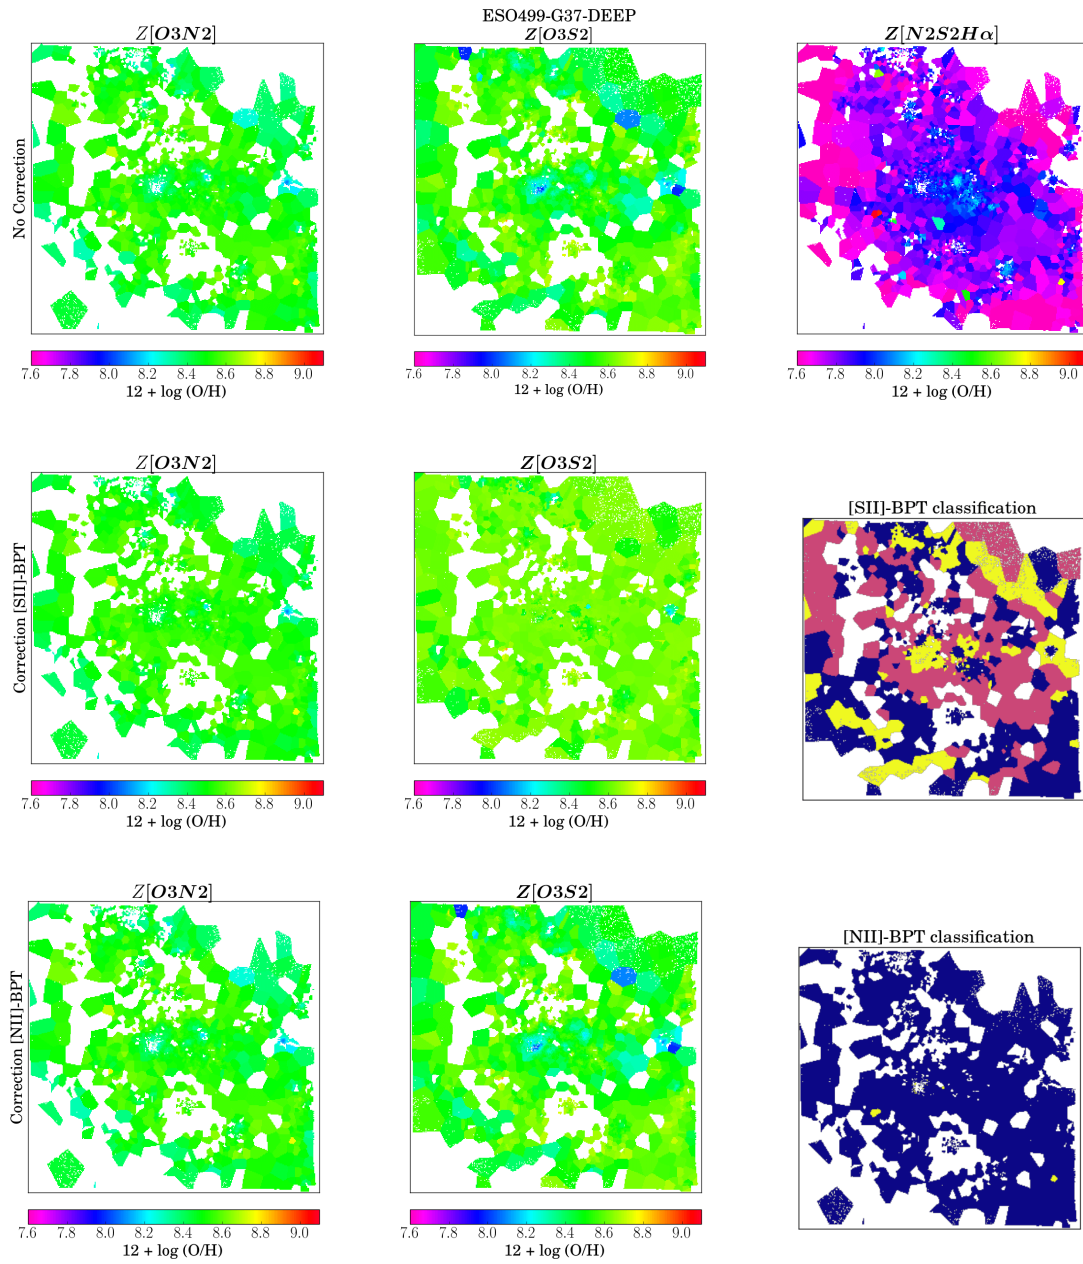 ESO499-G37-DEEP
Z[O3N2]
Z[O3S2]
Z[N2S2Hα]
No Correction
7.6 7.8 8.0 8.2 8.4 8.6 8.8 9.0
12 + log (O/H)
7.6 7.8 8.0 8.2 8.4 8.6 8.8 9.0
12 + log (O/H)
7.6 7.8 8.0 8.2 8.4 8.6 8.8 9.0
12 + log (O/H)
Z[O3N2]
Z[O3S2]
[SII]-BPT classification
Correction [SII]-BPT
7.6 7.8 8.0 8.2 8.4 8.6 8.8 9.0
12 + log (O/H)
7.6 7.8 8.0 8.2 8.4 8.6 8.8 9.0
12 + log (O/H)
Z[O3N2]
Z[O3S2]
[NII]-BPT classification
Correction [NII]-BPT
7.6 7.8 8.0 8.2 8.4 8.6 8.8 9.0
12 + log (O/H)
7.6 7.8 8.0 8.2 8.4 8.6 8.8 9.0
12 + log (O/H)